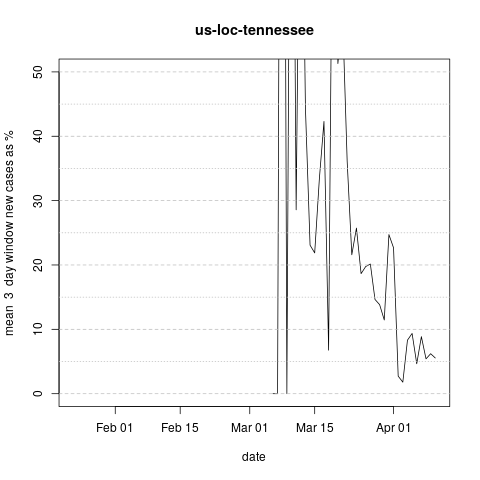 us-loc-tennessee
mean 3 day window new cases as %
50
40
30
20
10
0
Feb 01
Feb 15
Mar 01
Mar 15
Apr 01
date